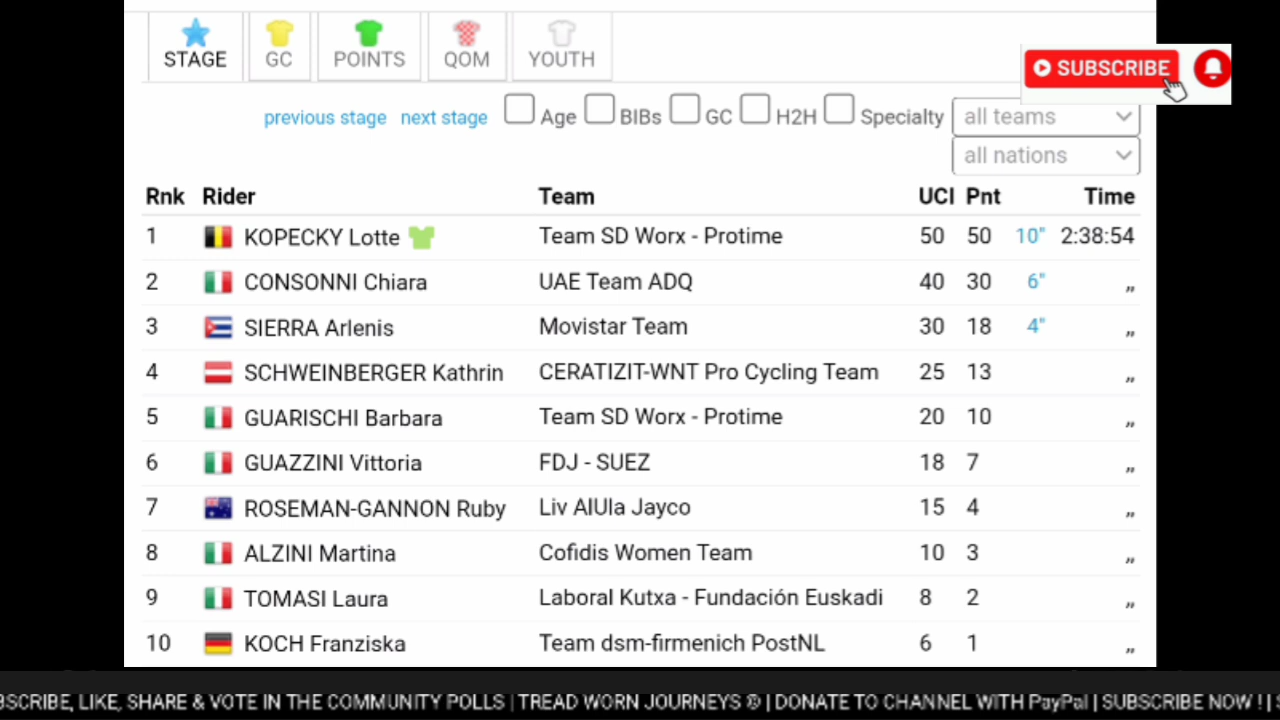 STAGE GC POINTS QOM YOUTH
SUBSCRIBE
previous stage next stage Age BIBs GC H2H Specialty all teams
all nations
Rnk Rider Team UCI Pnt Time
1 KOPECKY Lotte Team SD Worx - Protime 50 50 10" 2:38:54
2 CONSONNI Chiara UAE Team ADQ 40 30 6" ,,
3 SIERRA Arlenis Movistar Team 30 18 4" ,,
4 SCHWEINBERGER Kathrin CERATIZIT-WNT Pro Cycling Team 25 13 ,,
5 GUARISCHI Barbara Team SD Worx - Protime 20 10 ,,
6 GUAZZINI Vittoria FDJ - SUEZ 18 7 ,,
7 ROSEMAN-GANNON Ruby Liv AlUla Jayco 15 4 ,,
8 ALZINI Martina Cofidis Women Team 10 3 ,,
9 TOMASI Laura Laboral Kutxa - Fundación Euskadi 8 2 ,,
10 KOCH Franziska Team dsm-firmenich PostNL 6 1 ,,
BSCRIBE, LIKE, SHARE & VOTE IN THE COMMUNITY POLLS | TREAD WORN JOURNEYS ® | DONATE TO CHANNEL WITH PayPal | SUBSCRIBE NOW ! |